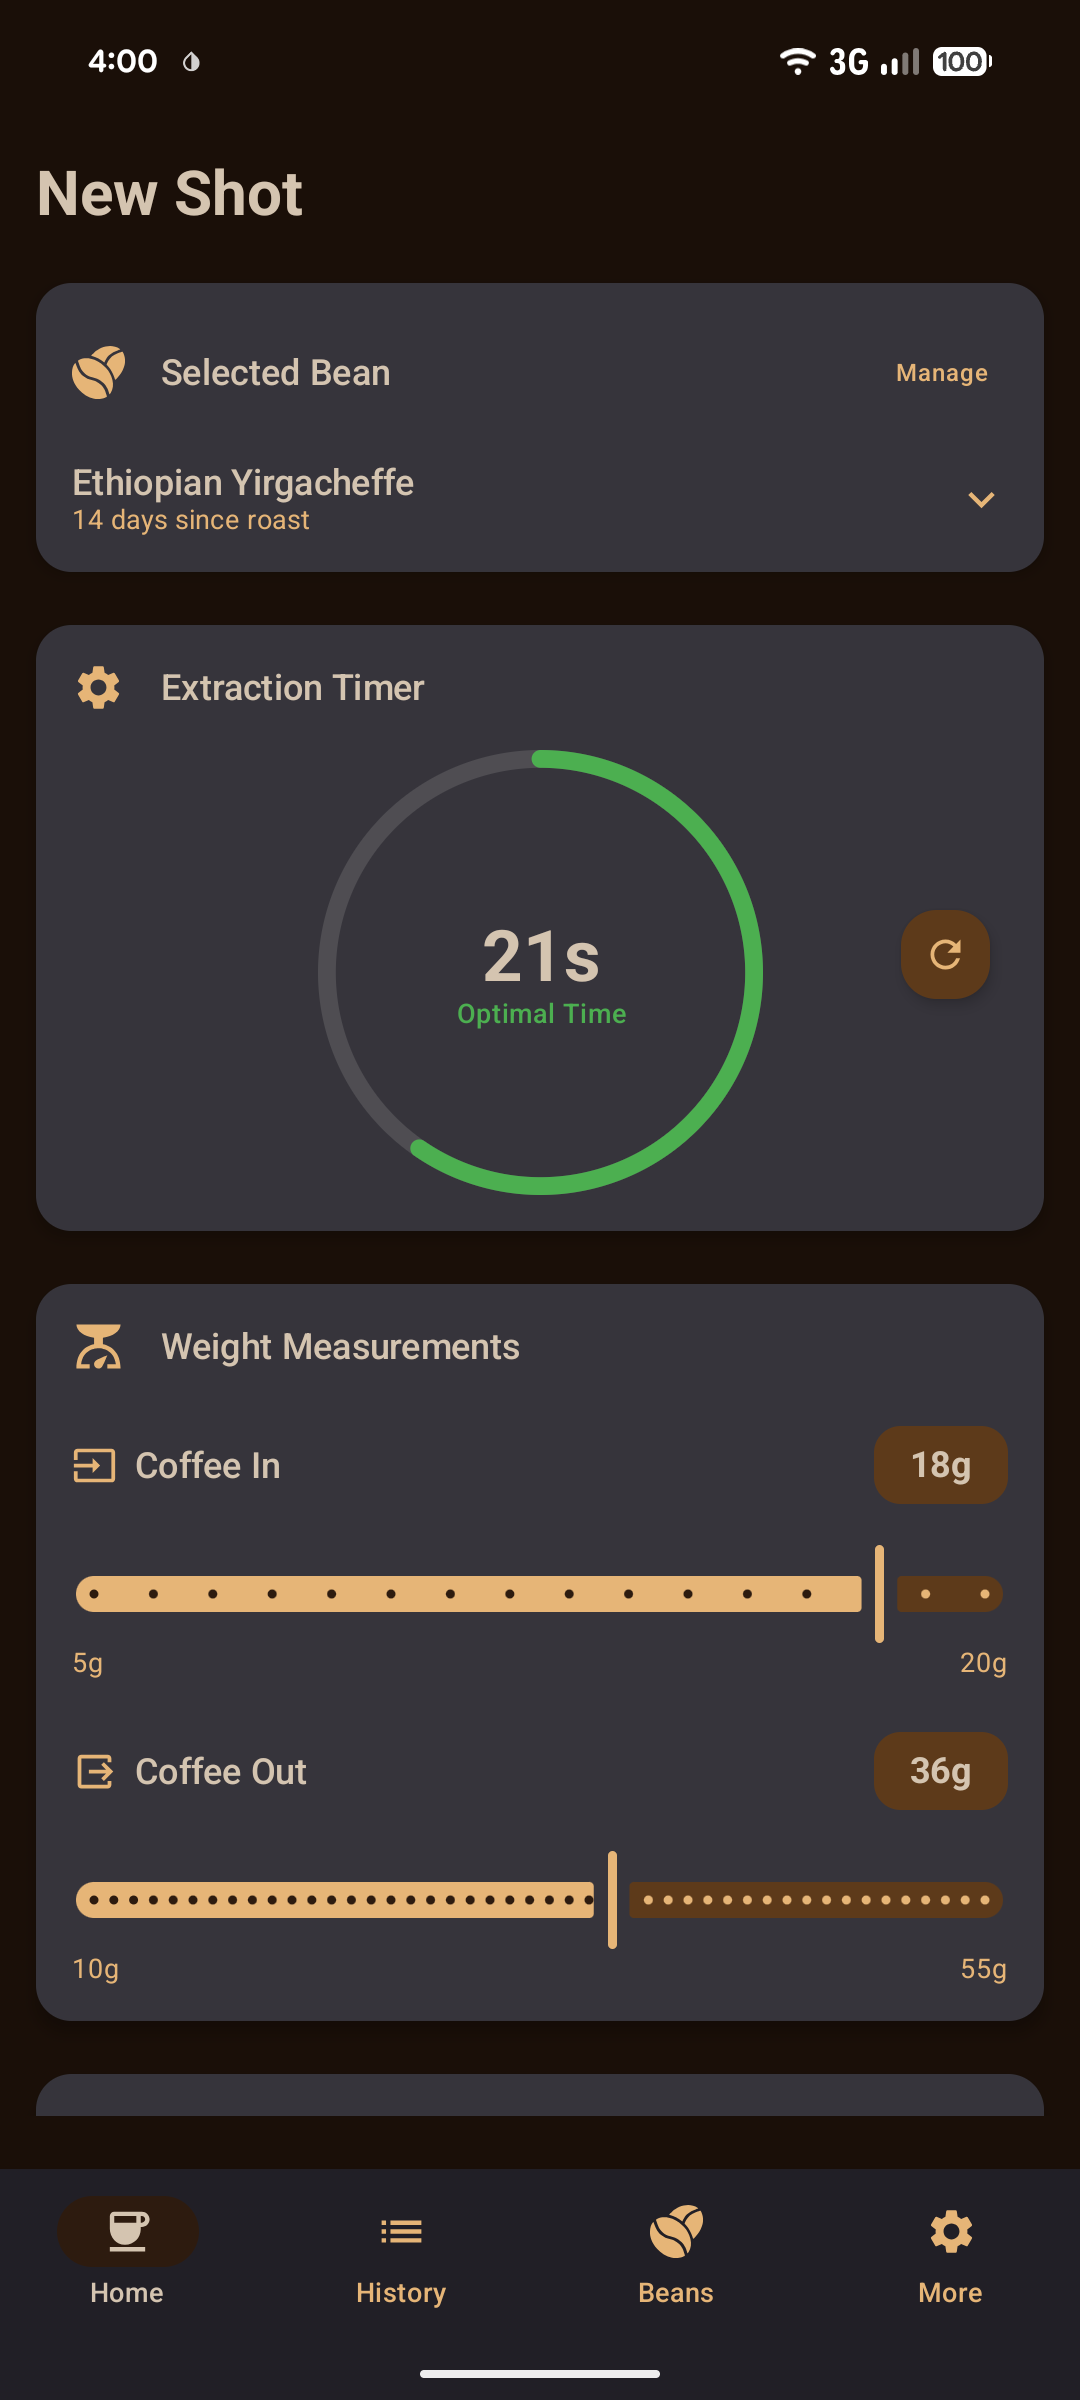 4:00
3G
100
New Shot
Selected Bean
Manage
Ethiopian Yirgacheffe
14 days since roast
Extraction Timer
21s
Optimal Time
Weight Measurements
Coffee In
18g
5g
20g
Coffee Out
36g
10g
55g
Home
History
Beans
More